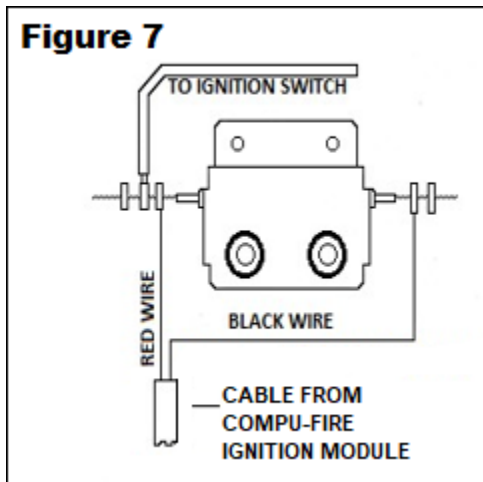 Figure 7
TO IGNITION SWITCH
RED WIRE
BLACK WIRE
CABLE FROM
COMPU-FIRE
IGNITION MODULE